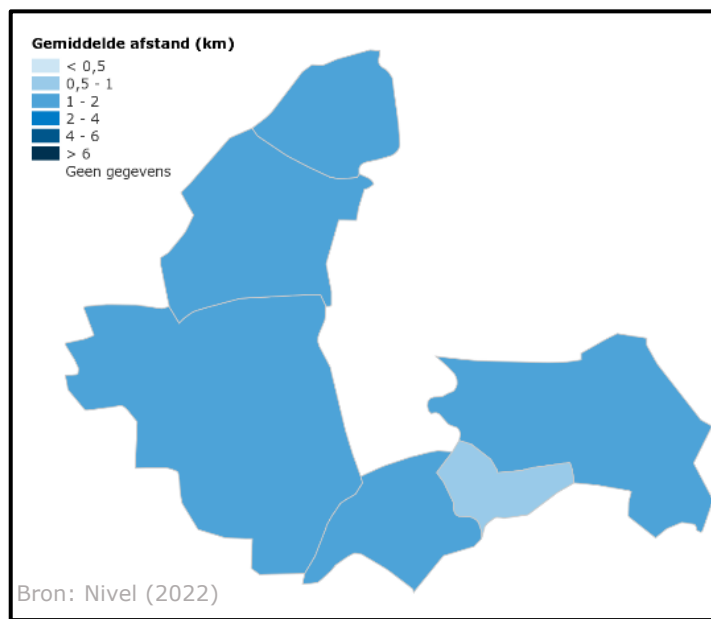 Gemiddelde afstand (km)
< 0,5
0,5 - 1
1 - 2
2 - 4
4 - 6
> 6
Geen gegevens
Bron: Nivel (2022)